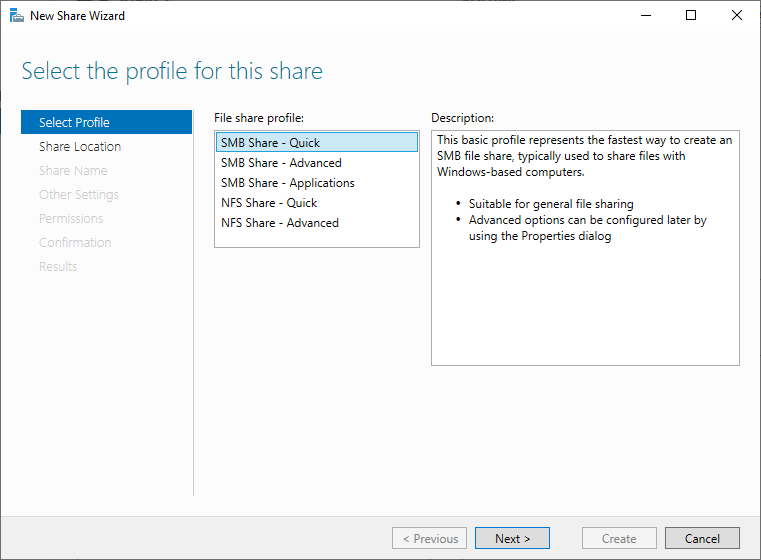 New Share Wizard
Select the profile for this share
Select Profile
Share Location
Share Name
Other Settings
Permissions
Confirmation
Results
File share profile:
SMB Share - Quick
SMB Share - Advanced
SMB Share - Applications
NFS Share - Quick
NFS Share - Advanced
Description:
This basic profile represents the fastest way to create an
SMB file share, typically used to share files with
Windows-based computers.
• Suitable for general file sharing
• Advanced options can be configured later by
using the Properties dialog
< Previous
Next >
Create
Cancel